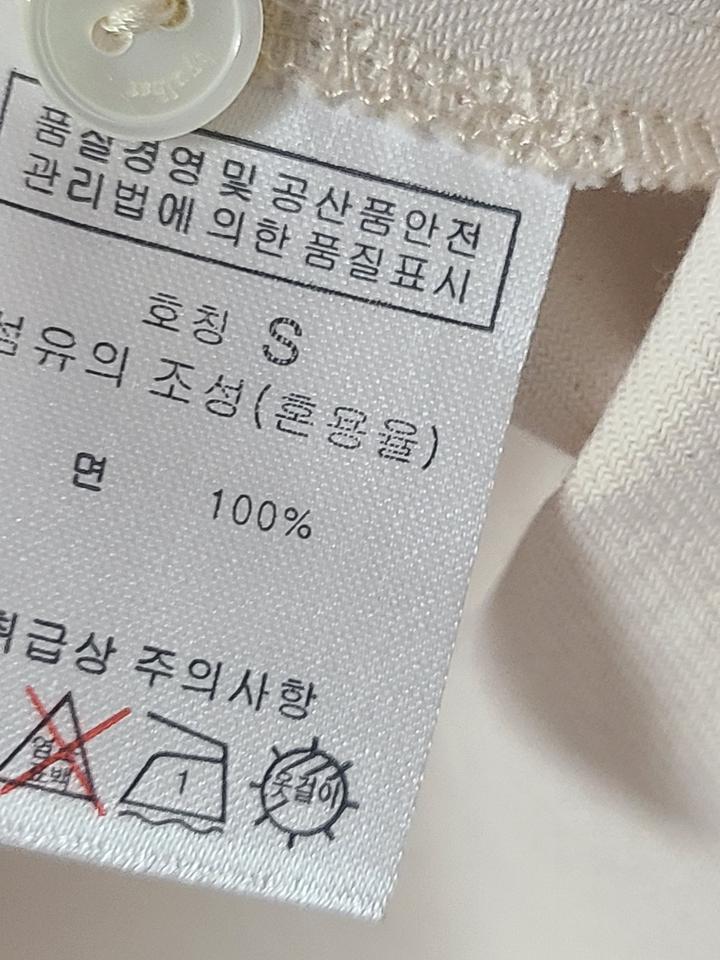 품질경영 및 공산품안전
관리법에 의한 품질표시
호칭 S
섬유의 조성(혼용율)
면 100%
취급상 주의사항
염소
표백
1
옷걸이